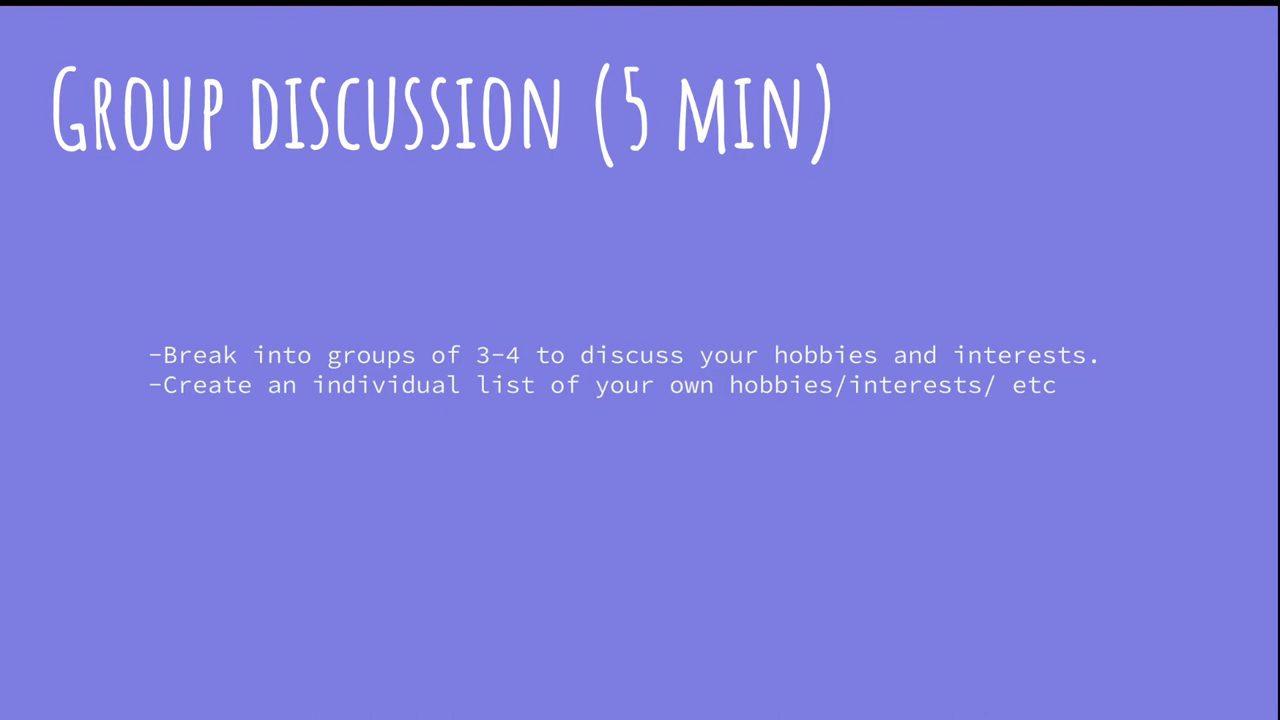 Group discussion (5 min)
-Break into groups of 3-4 to discuss your hobbies and interests.
-Create an individual list of your own hobbies/interests/ etc